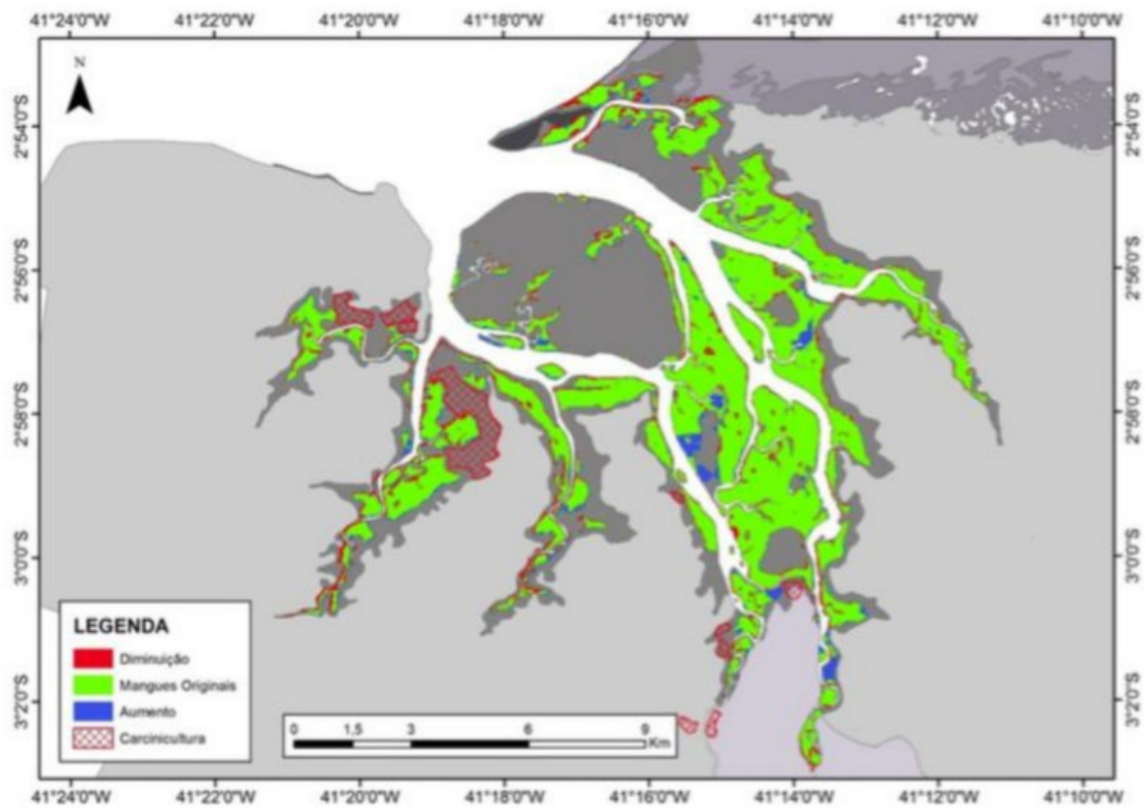 41°24'0"W 41°22'0"W 41°20'0"W 41°18'0"W 41°16'0"W 41°14'0"W 41°12'0"W 41°10'0"W
N
2°54'0"S 2°54'0"S
2°56'0"S 2°56'0"S
2°58'0"S 2°58'0"S
3°0'0"S 3°0'0"S
3°2'0"S 3°2'0"S
LEGENDA
Diminuição
Mangues Originais
Aumento
Carcinicultura
0 1,5 3 6 9
Km
41°24'0"W 41°22'0"W 41°20'0"W 41°18'0"W 41°16'0"W 41°14'0"W 41°12'0"W 41°10'0"W